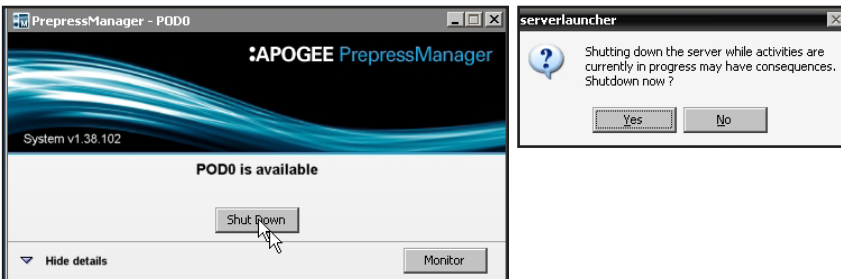 PrepressManager - POD0
:APOGEE PrepressManager
System v1.38.102
POD0 is available
Shut Down
Hide details
Monitor
serverlauncher
Shutting down the server while activities are
currently in progress may have consequences.
Shutdown now ?
Yes
No